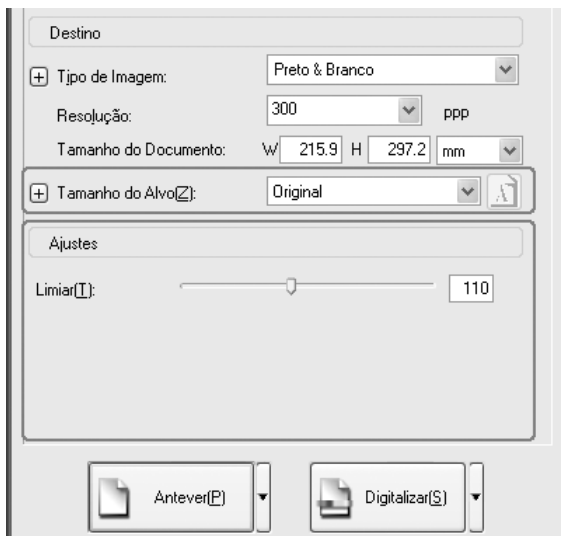 Destino
Tipo de Imagem: Preto & Branco
Resolução: 300 ppp
Tamanho do Documento: W 215.9 H 297.2 mm
Tamanho do Alvo(Z): Original A
Ajustes
Limiar(T): 110
Antever(P) Digitalizar(S)